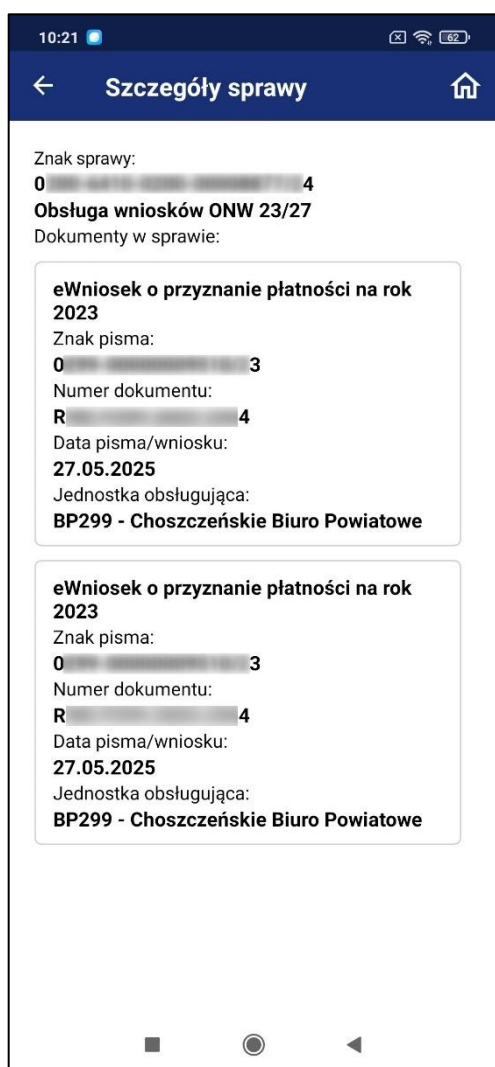 10:21
62
Szczegóły sprawy
Znak sprawy:
0 4
Obsługa wniosków ONW 23/27
Dokumenty w sprawie:
eWniosek o przyznanie płatności na rok
2023
Znak pisma:
0 3
Numer dokumentu:
R 4
Data pisma/wniosku:
27.05.2025
Jednostka obsługująca:
BP299 - Choszczeńskie Biuro Powiatowe
eWniosek o przyznanie płatności na rok
2023
Znak pisma:
0 3
Numer dokumentu:
R 4
Data pisma/wniosku:
27.05.2025
Jednostka obsługująca:
BP299 - Choszczeńskie Biuro Powiatowe